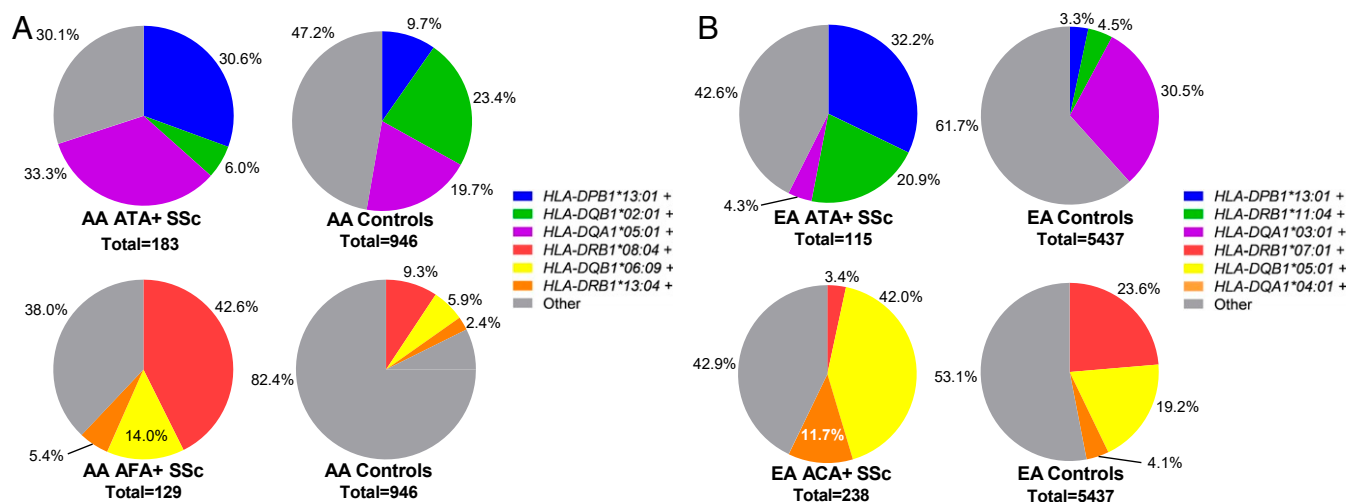 A
30.1%
30.6%
6.0%
33.3%
AA ATA+ SSc
Total=183
47.2%
9.7%
23.4%
19.7%
AA Controls
Total=946
38.0%
42.6%
14.0%
5.4%
AA AFA+ SSc
Total=129
9.3%
5.9%
2.4%
82.4%
AA Controls
Total=946
HLA-DPB1*13:01 +
HLA-DQB1*02:01 +
HLA-DQA1*05:01 +
HLA-DRB1*08:04 +
HLA-DQB1*06:09 +
HLA-DRB1*13:04 +
Other
B
42.6%
32.2%
20.9%
4.3%
EA ATA+ SSc
Total=115
3.3%
4.5%
30.5%
61.7%
EA Controls
Total=5437
3.4%
42.0%
42.9%
11.7%
EA ACA+ SSc
Total=238
23.6%
53.1%
19.2%
4.1%
EA Controls
Total=5437
HLA-DPB1*13:01 +
HLA-DRB1*11:04 +
HLA-DQA1*03:01 +
HLA-DRB1*07:01 +
HLA-DQB1*05:01 +
HLA-DQA1*04:01 +
Other